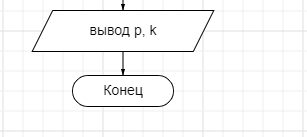 вывод p, k
Конец